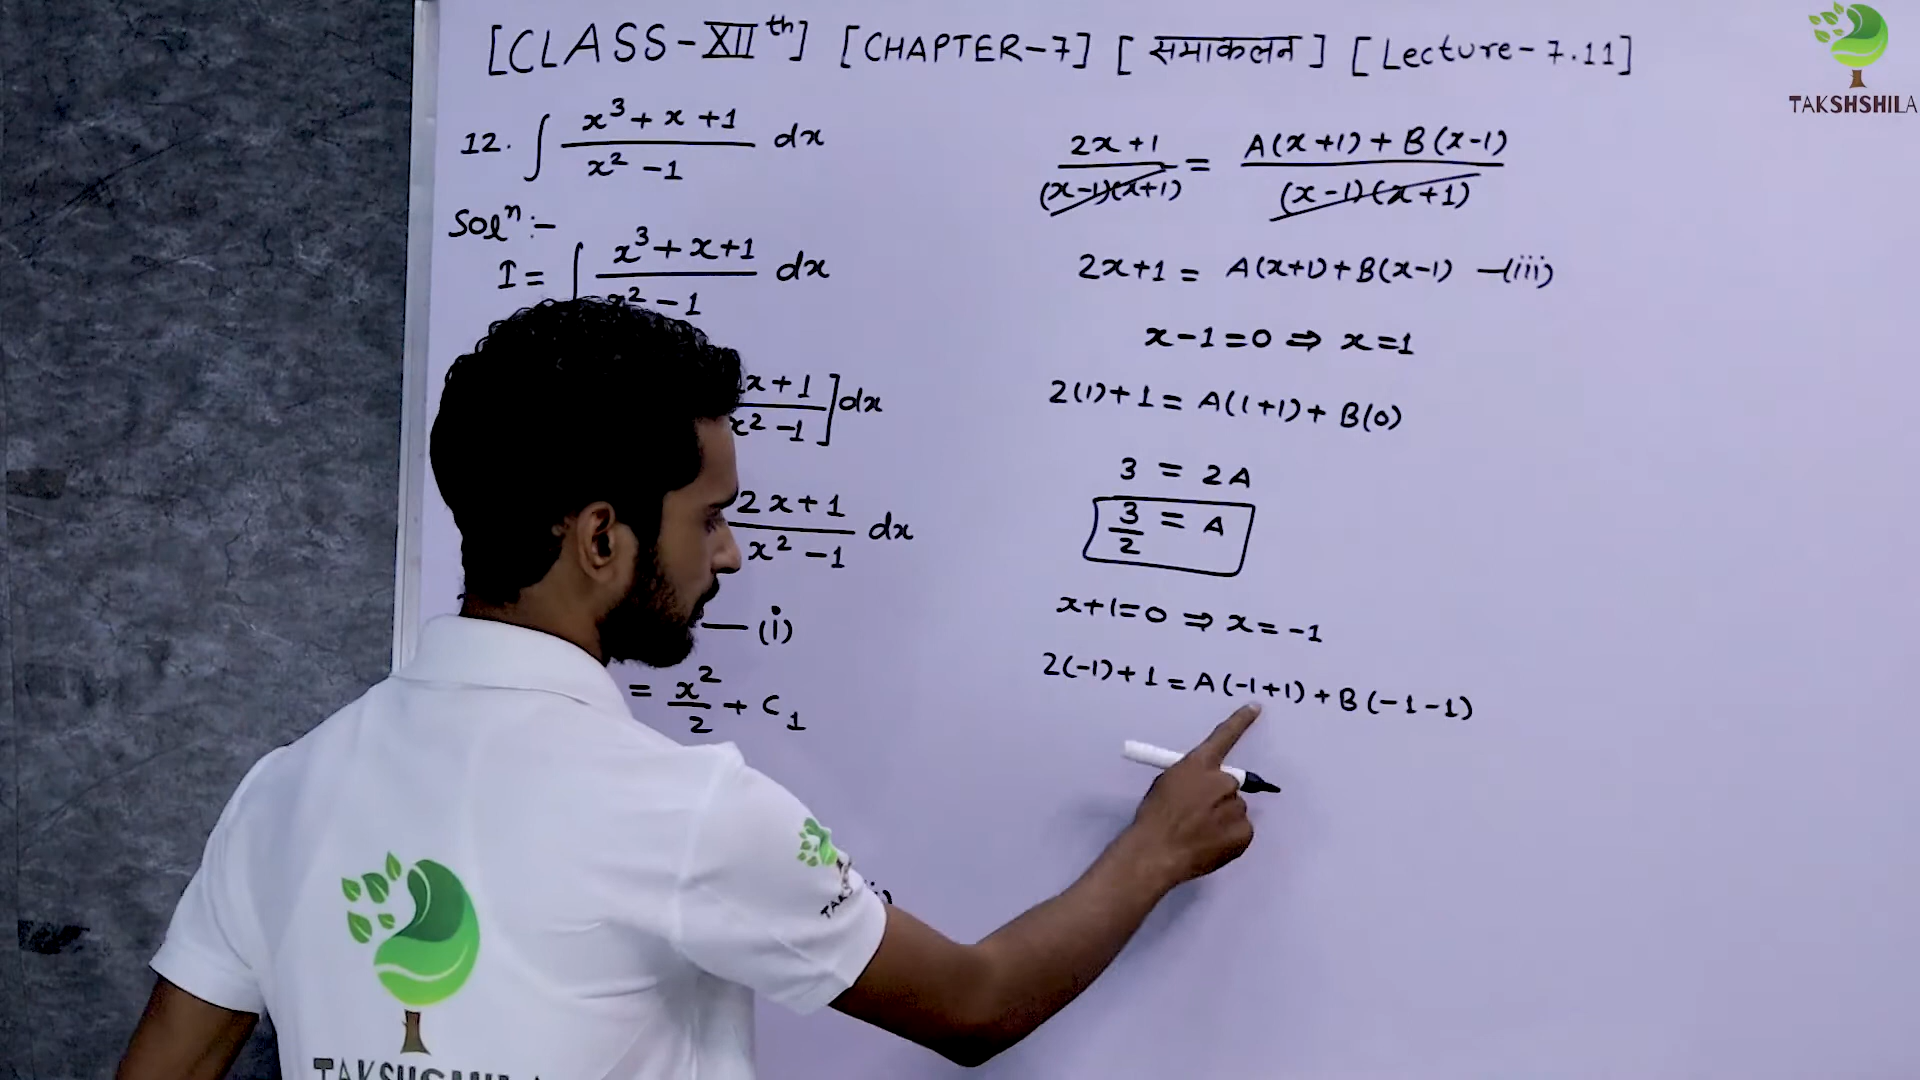 [CLASS-XIIth] [CHAPTER-7] [समाकलन] [Lecture-7.11]
TAKSHSHILA
12. ∫ (x³ + x + 1)/(x² - 1) dx
Solⁿ:-
I = ∫ (x³ + x + 1)/(x² - 1) dx
x + 1 / x² - 1 ] dx
2x + 1 / x² - 1 dx
— (i)
= x²/2 + C₁
(2x + 1)/((x-1)(x+1)) = (A(x+1) + B(x-1))/((x-1)(x+1))
2x+1 = A(x+1) + B(x-1) —(iii)
x-1=0 ⇒ x=1
2(1)+1 = A(1+1) + B(0)
3 = 2A
3/2 = A
x+1=0 ⇒ x=-1
2(-1)+1 = A(-1+1) + B(-1-1)